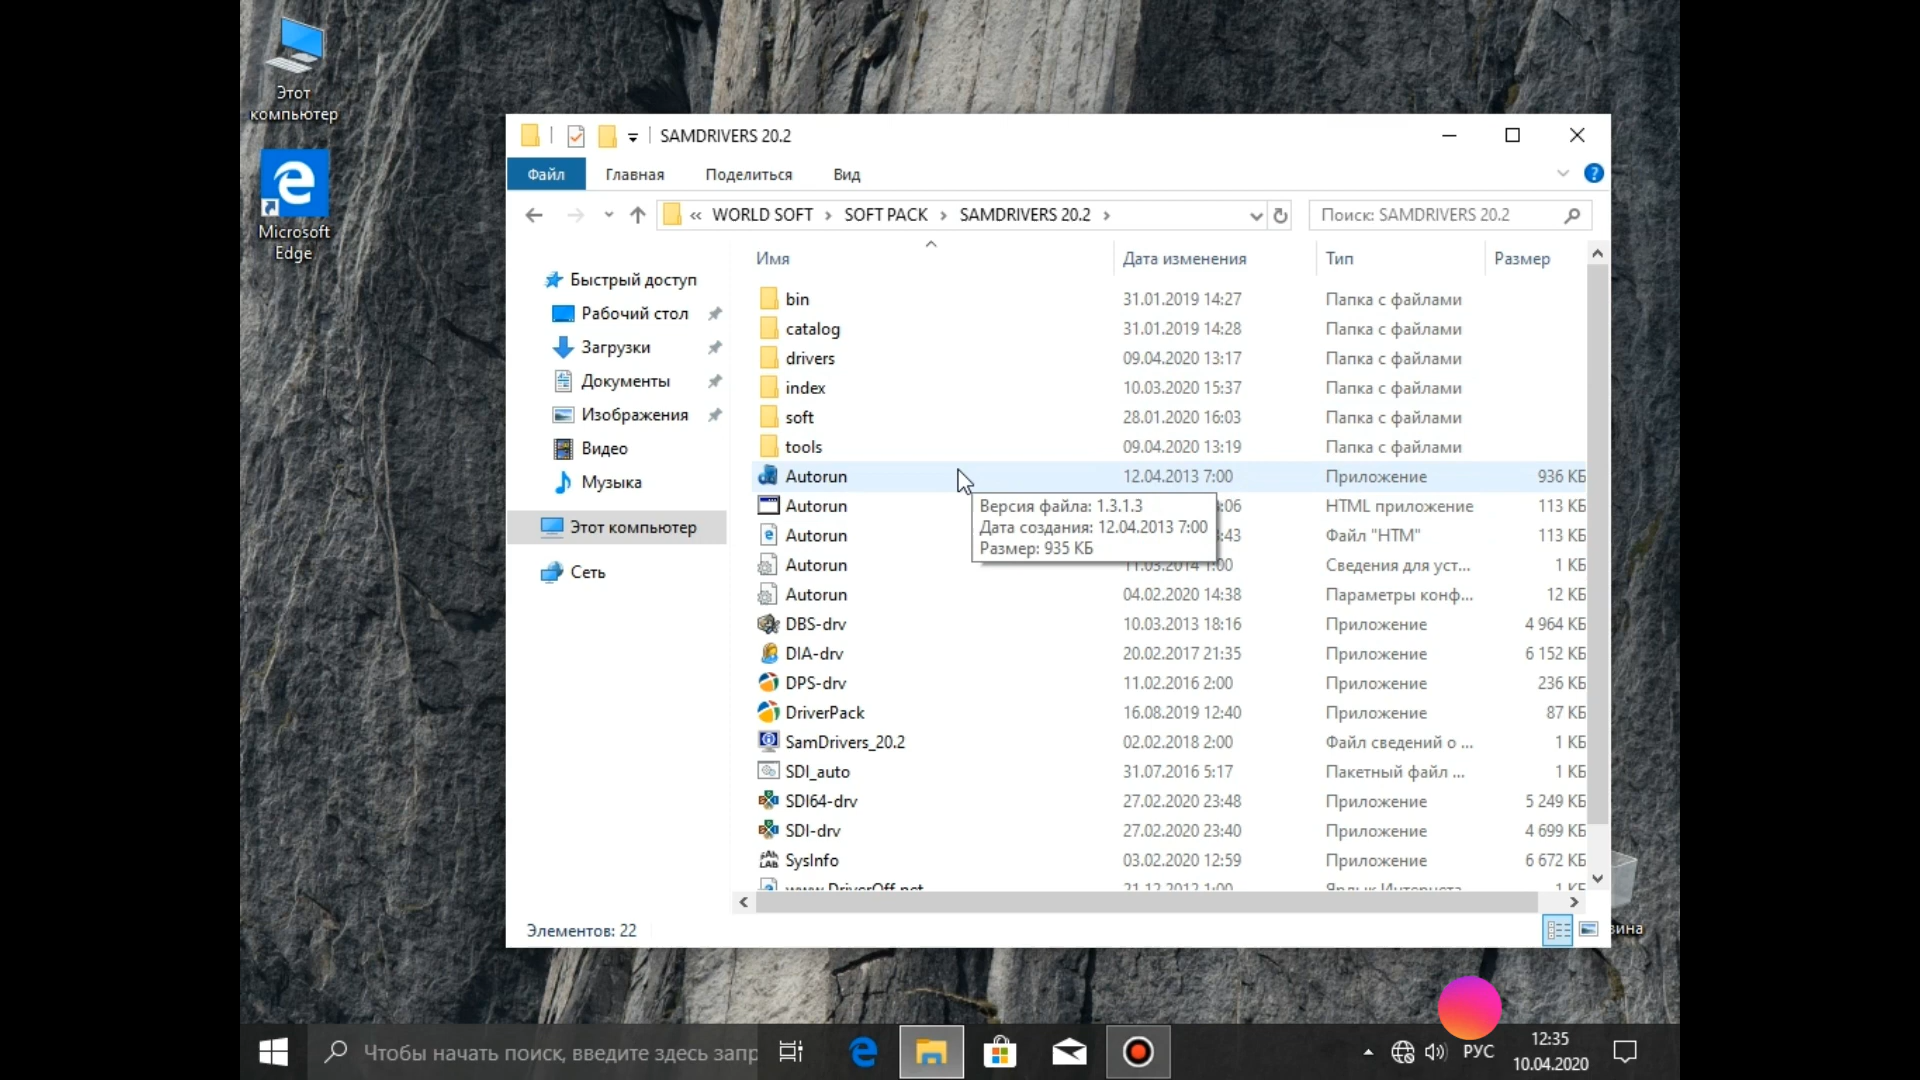 Этот
компьютер
Microsoft
Edge
SAMDRIVERS 20.2
Файл Главная Поделиться Вид
« WORLD SOFT › SOFT PACK › SAMDRIVERS 20.2 › Поиск: SAMDRIVERS 20.2
Быстрый доступ
Рабочий стол
Загрузки
Документы
Изображения
Видео
Музыка
Этот компьютер
Сеть
Имя Дата изменения Тип Размер
bin 31.01.2019 14:27 Папка с файлами
catalog 31.01.2019 14:28 Папка с файлами
drivers 09.04.2020 13:17 Папка с файлами
index 10.03.2020 15:37 Папка с файлами
soft 28.01.2020 16:03 Папка с файлами
tools 09.04.2020 13:19 Папка с файлами
Autorun 12.04.2013 7:00 Приложение 936 КБ
Autorun :06 HTML приложение 113 КБ
Autorun :43 Файл "HTM" 113 КБ
Autorun 11.03.2014 1:00 Сведения для уст... 1 КБ
Autorun 04.02.2020 14:38 Параметры конф... 12 КБ
DBS-drv 10.03.2013 18:16 Приложение 4 964 КБ
DIA-drv 20.02.2017 21:35 Приложение 6 152 КБ
DPS-drv 11.02.2016 2:00 Приложение 236 КБ
DriverPack 16.08.2019 12:40 Приложение 87 КБ
SamDrivers_20.2 02.02.2018 2:00 Файл сведений о ... 1 КБ
SDI_auto 31.07.2016 5:17 Пакетный файл ... 1 КБ
SDI64-drv 27.02.2020 23:48 Приложение 5 249 КБ
SDI-drv 27.02.2020 23:40 Приложение 4 699 КБ
SysInfo 03.02.2020 12:59 Приложение 6 672 КБ
www.DriverOff.net 21.12.2012 1:00 Ярлык Интернета 1 КБ
Версия файла: 1.3.1.3
Дата создания: 12.04.2013 7:00
Размер: 935 КБ
Элементов: 22
зина
Чтобы начать поиск, введите здесь запр
РУС
12:35
10.04.2020